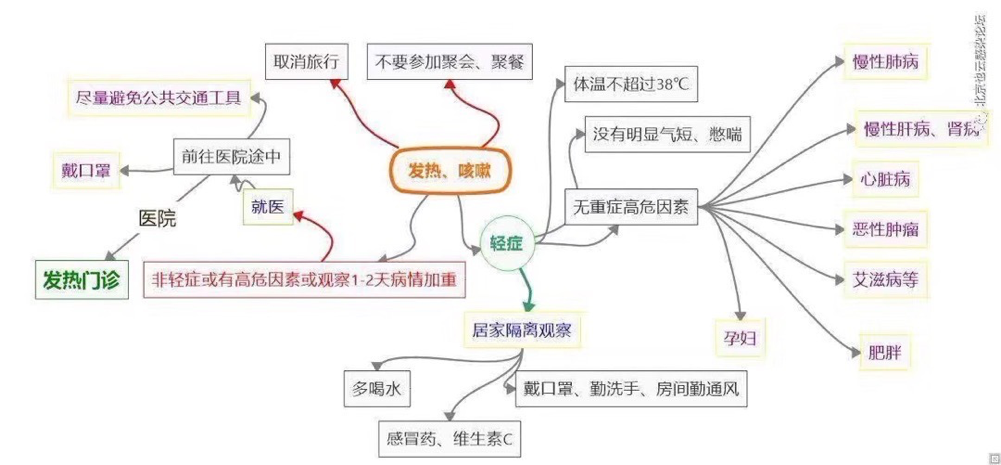 取消旅行
不要参加聚会、聚餐
体温不超过38℃
慢性肺病
尽量避免公共交通工具
没有明显气短、憋喘
慢性肝病、肾病
前往医院途中
戴口罩
发热、咳嗽
心脏病
就医
无重症高危因素
医院
轻症
恶性肿瘤
发热门诊
非轻症或有高危因素或观察1-2天病情加重
艾滋病等
居家隔离观察
孕妇
肥胖
多喝水
戴口罩、勤洗手、房间勤通风
感冒药、维生素C